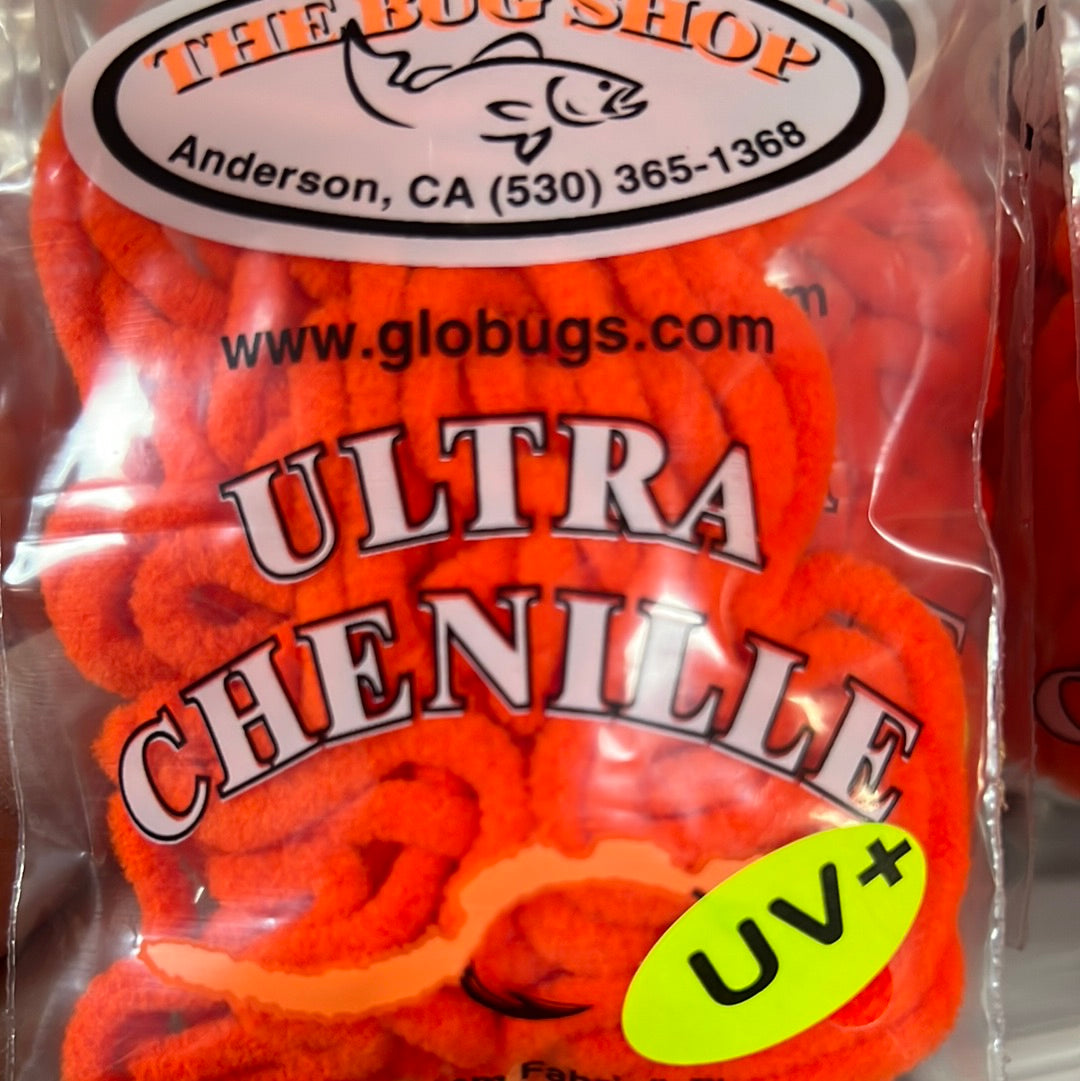 THE BUG SHOP
Anderson, CA (530) 365-1368
www.globugs.com
ULTRA
CHENILLE
UV+